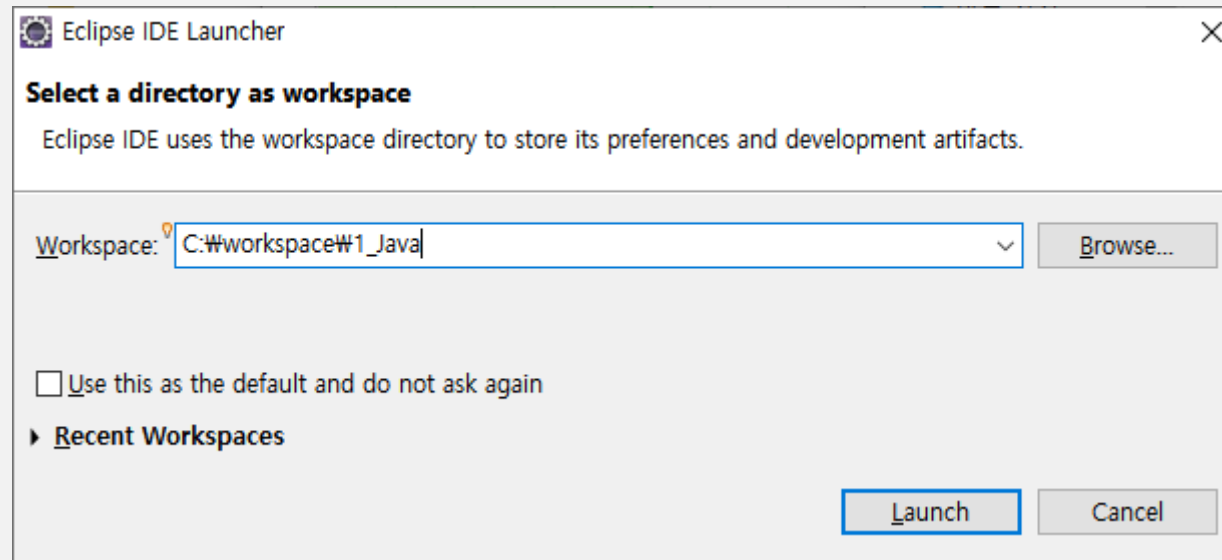 Eclipse IDE Launcher
Select a directory as workspace
Eclipse IDE uses the workspace directory to store its preferences and development artifacts.
Workspace: C:₩workspace₩1_Java Browse...
Use this as the default and do not ask again
Recent Workspaces
Launch Cancel